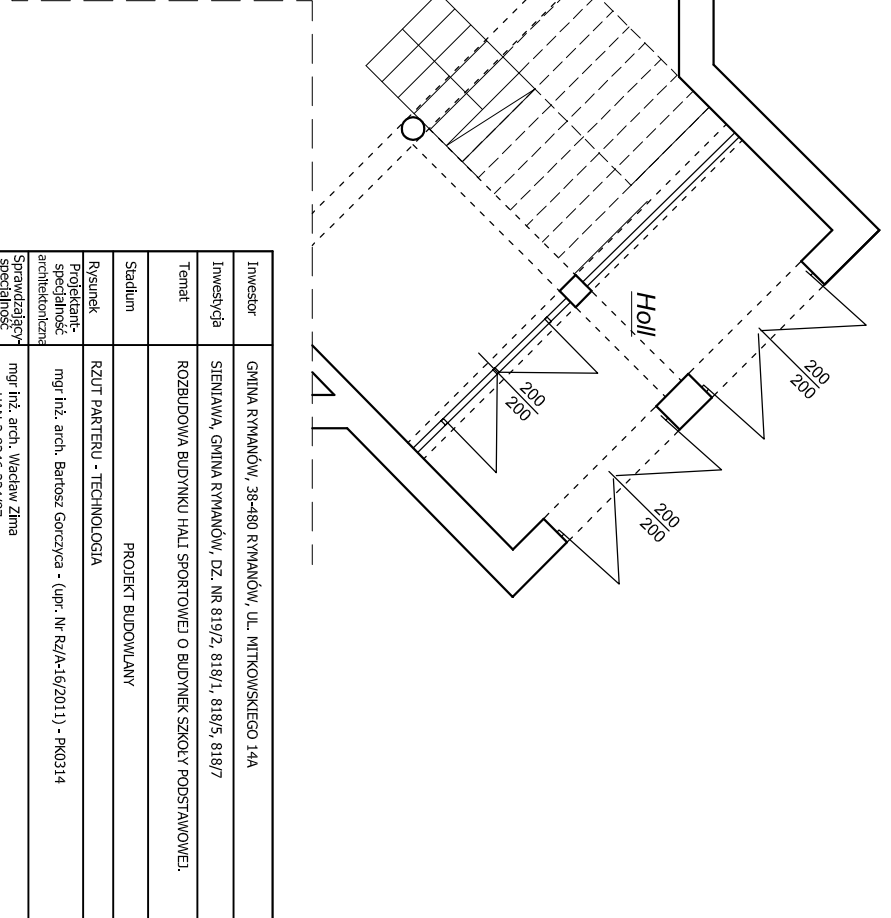 Holl
200
200
200
200
200
200
Inwestor GMINA RYMANÓW, 38-480 RYMANÓW, UL. MITKOWSKIEGO 14A
Inwestycja SIENIAWA, GMINA RYMANÓW, DZ. NR 819/2, 818/1, 818/5, 818/7
Temat ROZBUDOWA BUDYNKU HALI SPORTOWEJ O BUDYNEK SZKOŁY PODSTAWOWEJ.
Stadium PROJEKT BUDOWLANY
Rysunek RZUT PARTERU - TECHNOLOGIA
Projektant-
specjalność
architektoniczna
mgr inż. arch. Bartosz Gorczyca - (upr. Nr Rz/A-16/2011) - PK0314
Sprawdzający-
specjalność
mgr inż. arch. Wacław Zima